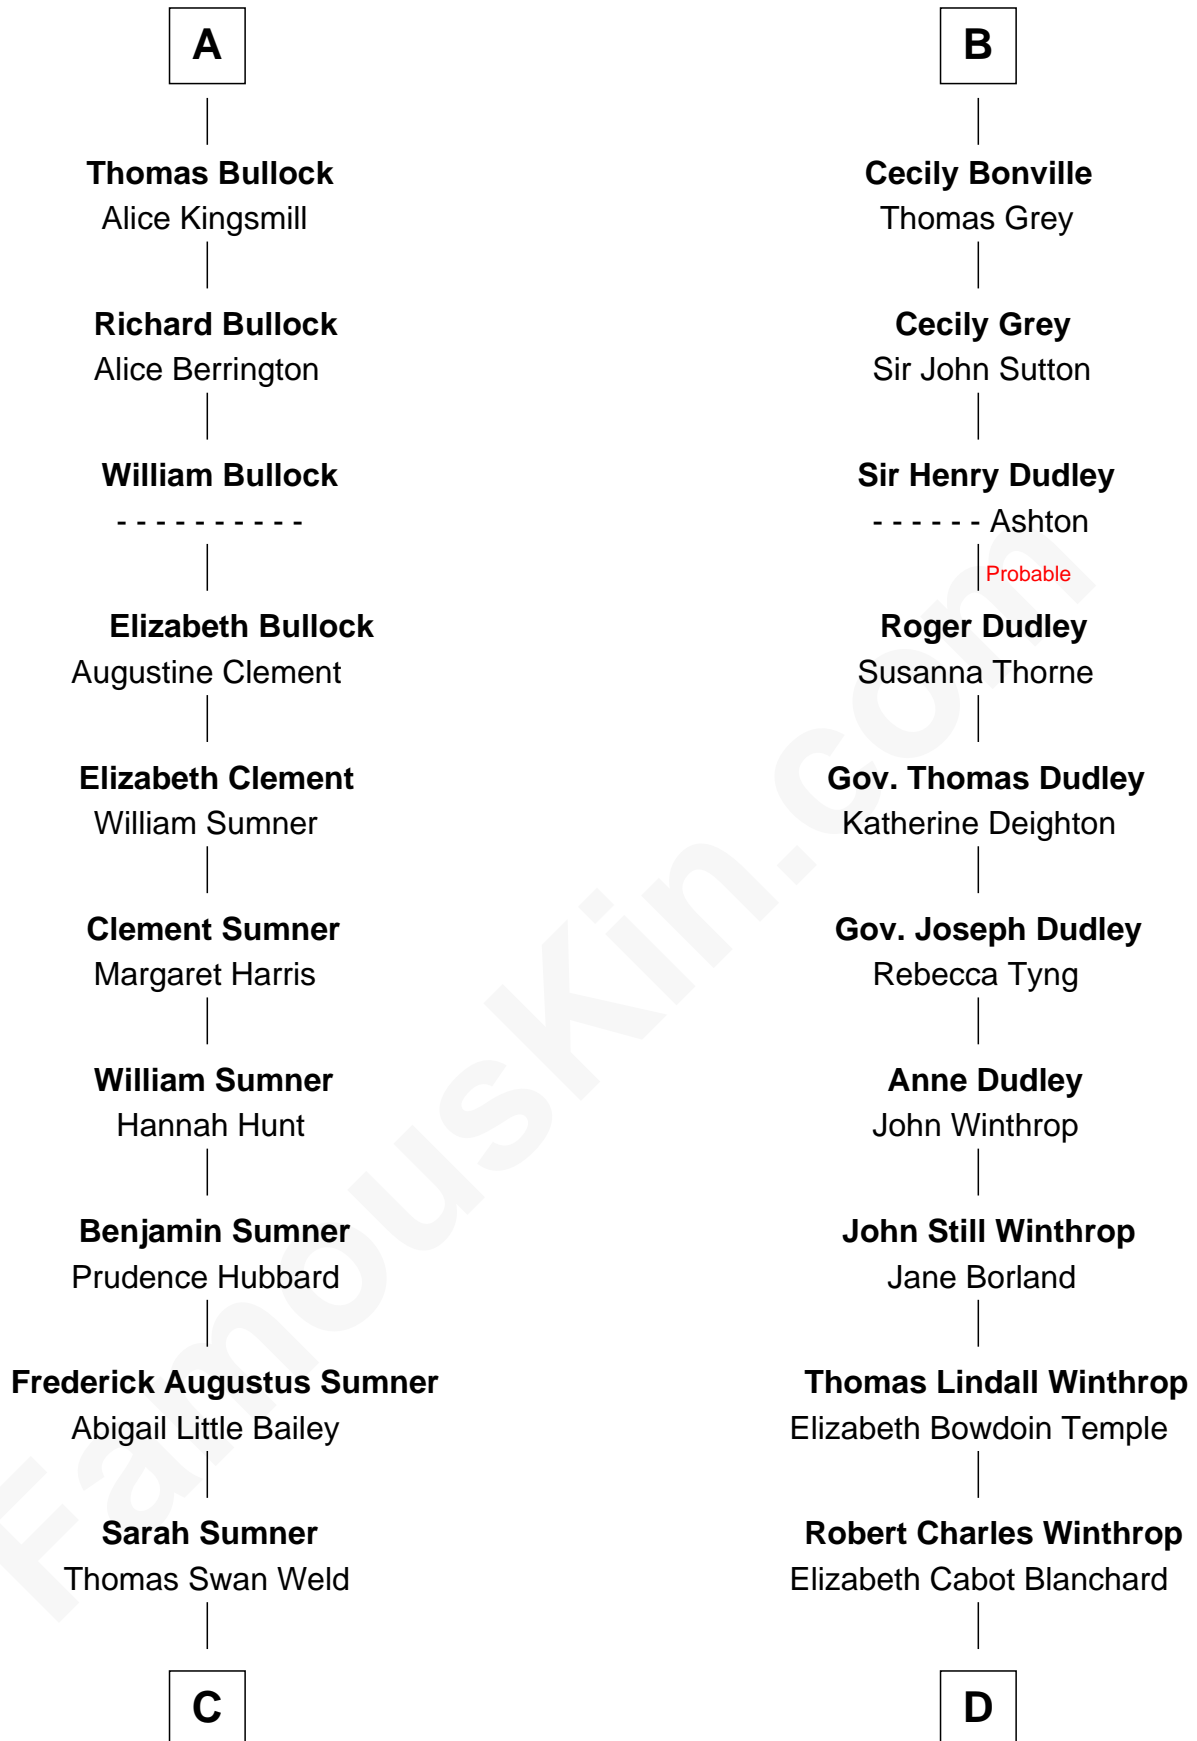 A
Thomas Bullock
Alice Kingsmill
Richard Bullock
Alice Berrington
William Bullock
- - - - - - - - - -
Elizabeth Bullock
Augustine Clement
Elizabeth Clement
William Sumner
Clement Sumner
Margaret Harris
William Sumner
Hannah Hunt
Benjamin Sumner
Prudence Hubbard
Frederick Augustus Sumner
Abigail Little Bailey
Sarah Sumner
Thomas Swan Weld
C
B
Cecily Bonville
Thomas Grey
Cecily Grey
Sir John Sutton
Sir Henry Dudley
- - - - - - Ashton
Probable
Roger Dudley
Susanna Thorne
Gov. Thomas Dudley
Katherine Deighton
Gov. Joseph Dudley
Rebecca Tyng
Anne Dudley
John Winthrop
John Still Winthrop
Jane Borland
Thomas Lindall Winthrop
Elizabeth Bowdoin Temple
Robert Charles Winthrop
Elizabeth Cabot Blanchard
D
FamousKin.com